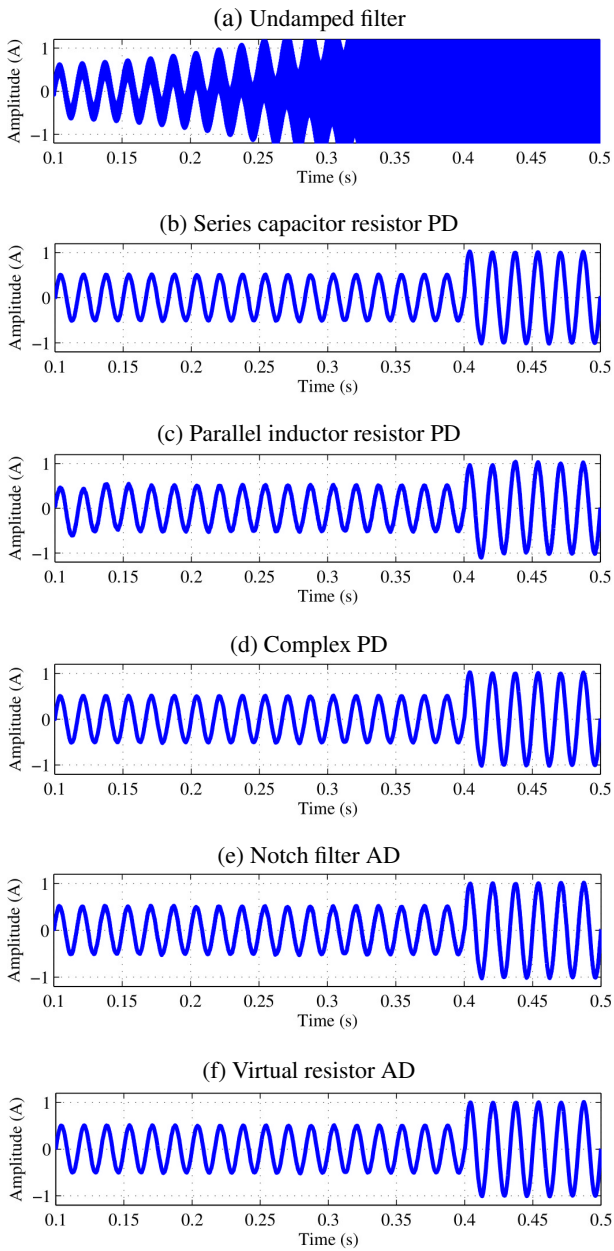 (a) Undamped filter
Amplitude (A)
1
0
−1
0.1 0.15 0.2 0.25 0.3 0.35 0.4 0.45 0.5
Time (s)
(b) Series capacitor resistor PD
Amplitude (A)
1
0
−1
0.1 0.15 0.2 0.25 0.3 0.35 0.4 0.45 0.5
Time (s)
(c) Parallel inductor resistor PD
Amplitude (A)
1
0
−1
0.1 0.15 0.2 0.25 0.3 0.35 0.4 0.45 0.5
Time (s)
(d) Complex PD
Amplitude (A)
1
0
−1
0.1 0.15 0.2 0.25 0.3 0.35 0.4 0.45 0.5
Time (s)
(e) Notch filter AD
Amplitude (A)
1
0
−1
0.1 0.15 0.2 0.25 0.3 0.35 0.4 0.45 0.5
Time (s)
(f) Virtual resistor AD
Amplitude (A)
1
0
−1
0.1 0.15 0.2 0.25 0.3 0.35 0.4 0.45 0.5
Time (s)